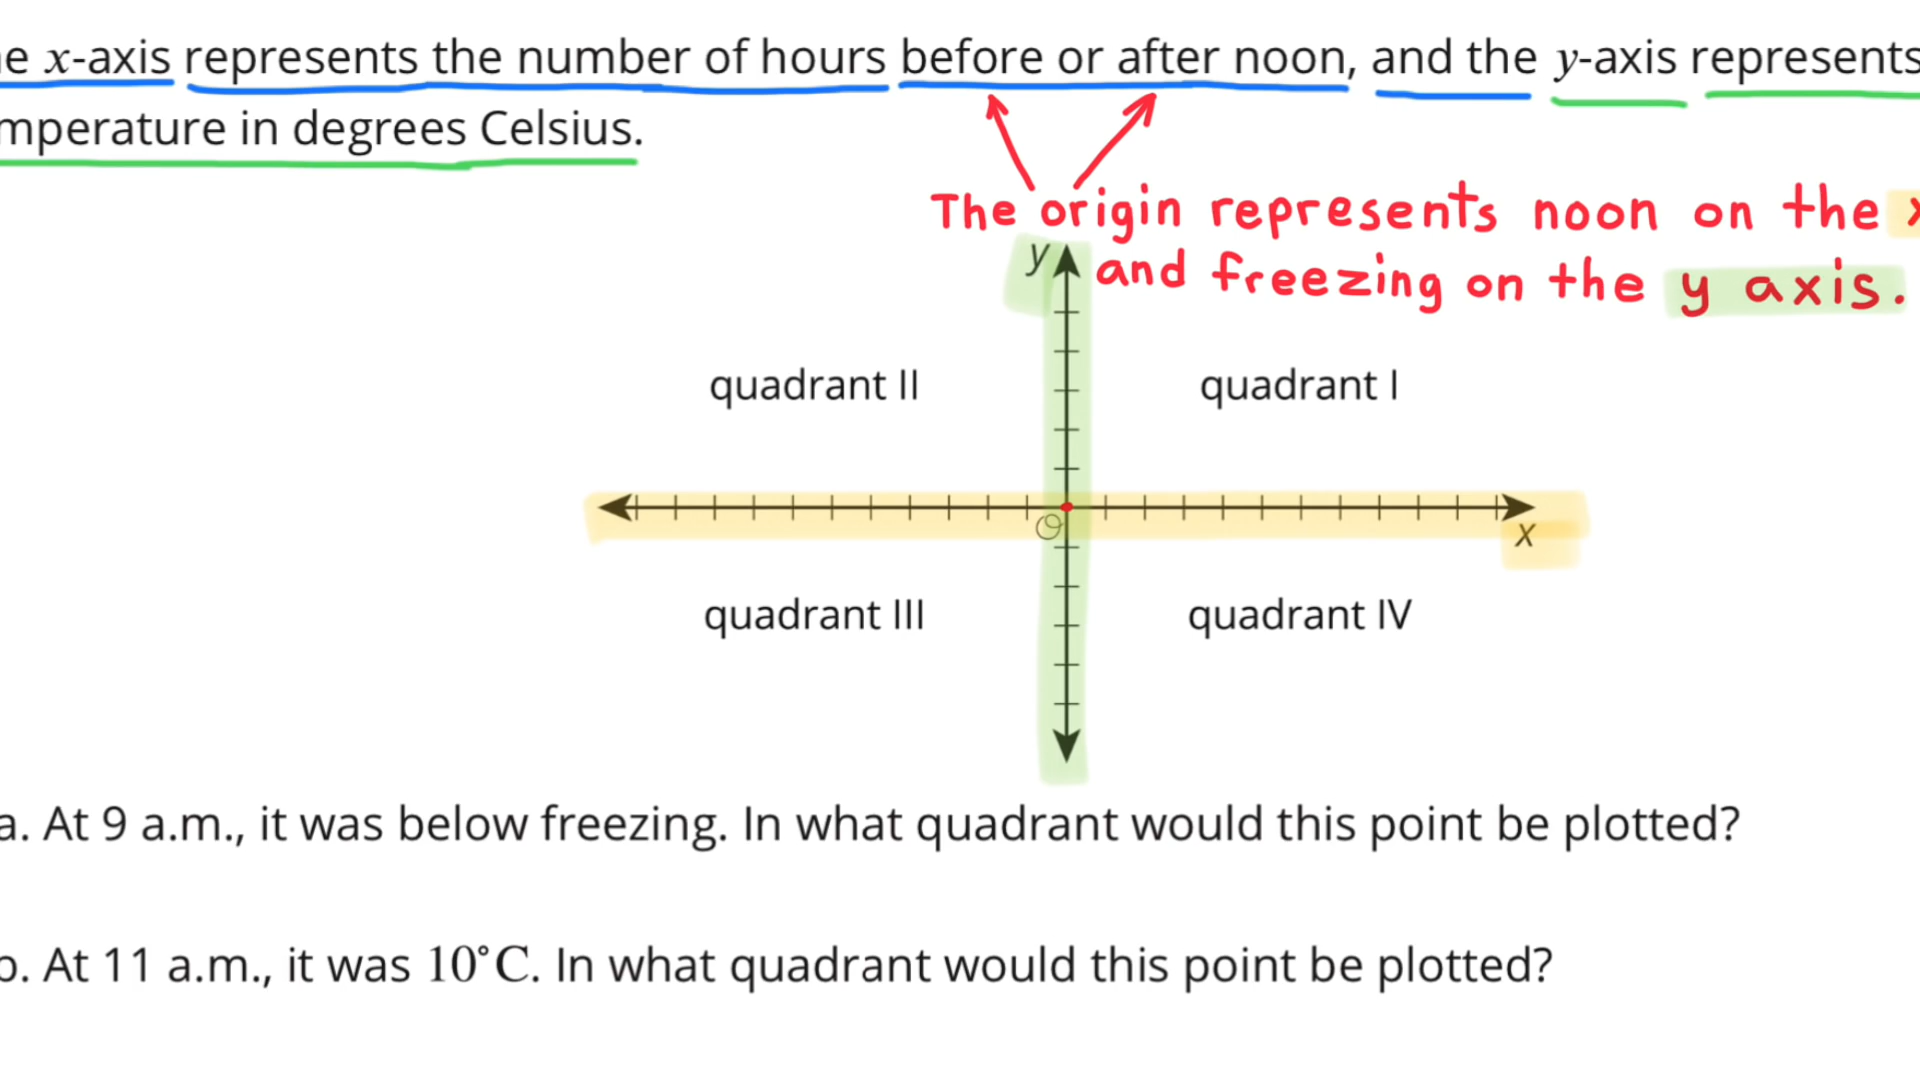 x-axis represents the number of hours before or after noon, and the y-axis represents
in degrees Celsius.
The origin represents noon on the
y and freezing on the y axis.
quadrant II quadrant I
O
x
quadrant III quadrant IV
a. At 9 a.m., it was below freezing. In what quadrant would this point be plotted?
b. At 11 a.m., it was 10°C. In what quadrant would this point be plotted?